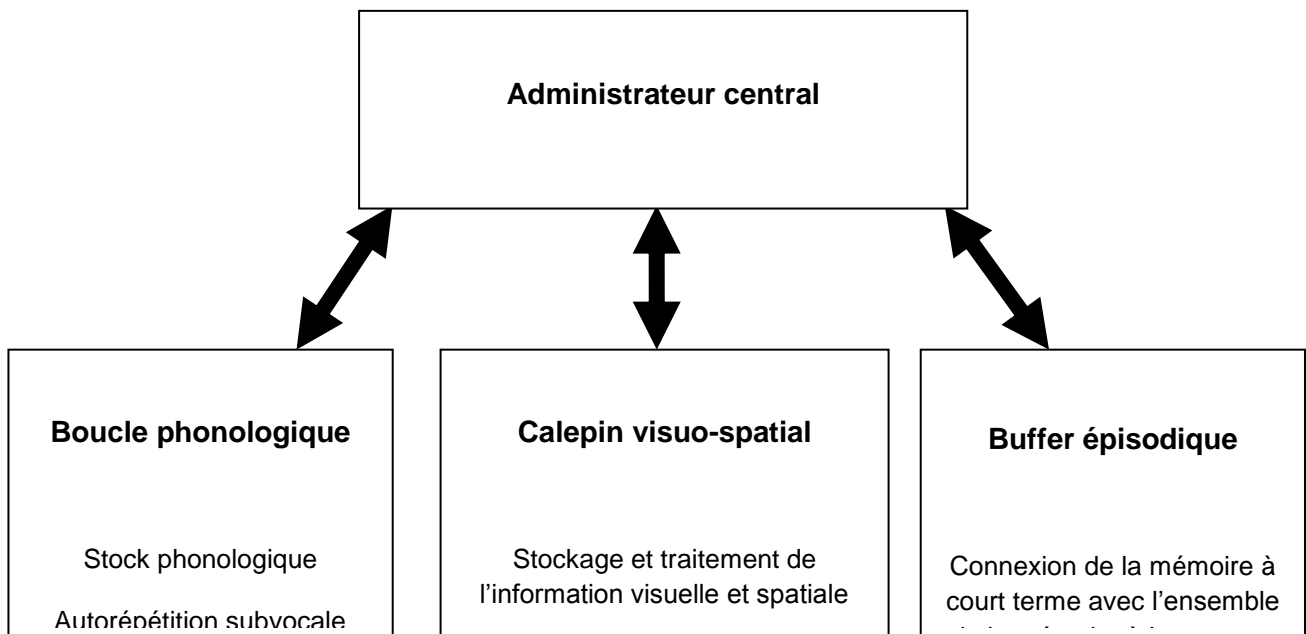 Administrateur central
Boucle phonologique
Stock phonologique
Autorépétition subvocale
Calepin visuo-spatial
Stockage et traitement de
l’information visuelle et spatiale
Buffer épisodique
Connexion de la mémoire à
court terme avec l’ensemble